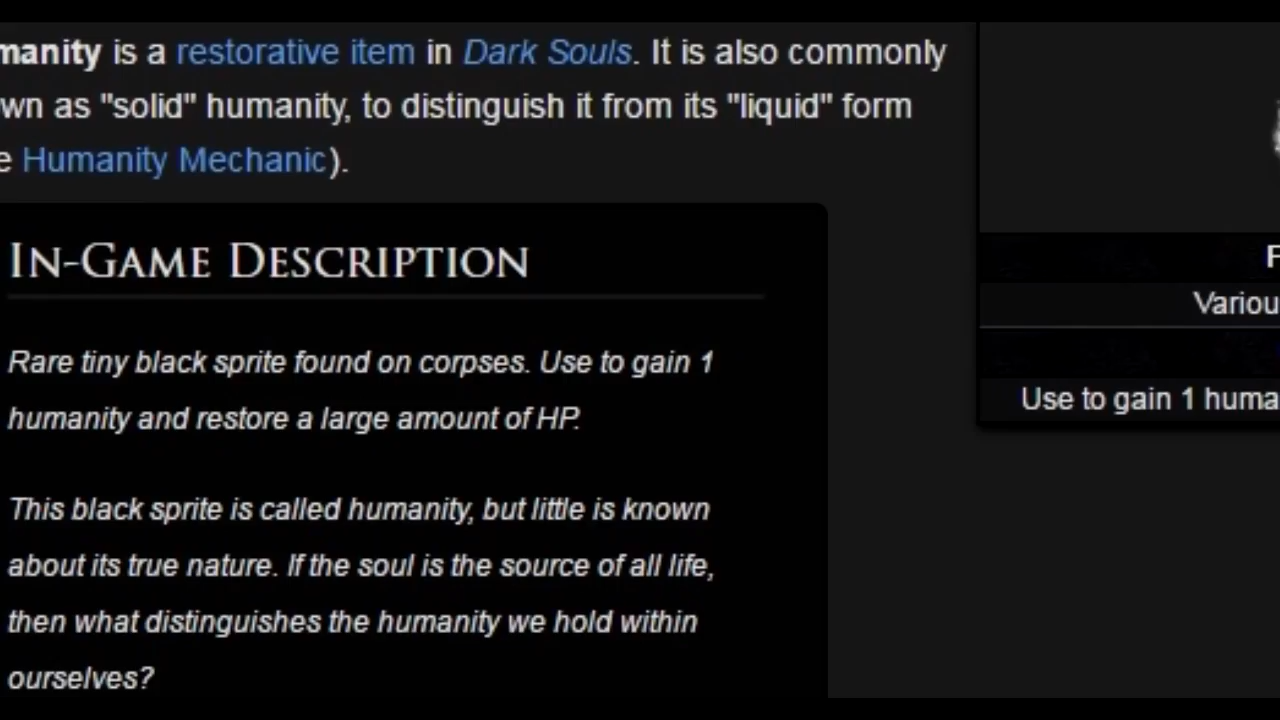 manity is a restorative item in Dark Souls. It is also commonly
wn as "solid" humanity, to distinguish it from its "liquid" form
e Humanity Mechanic).
IN-GAME DESCRIPTION
Rare tiny black sprite found on corpses. Use to gain 1
humanity and restore a large amount of HP.
This black sprite is called humanity, but little is known
about its true nature. If the soul is the source of all life,
then what distinguishes the humanity we hold within
ourselves?
F
Variou
Use to gain 1 huma